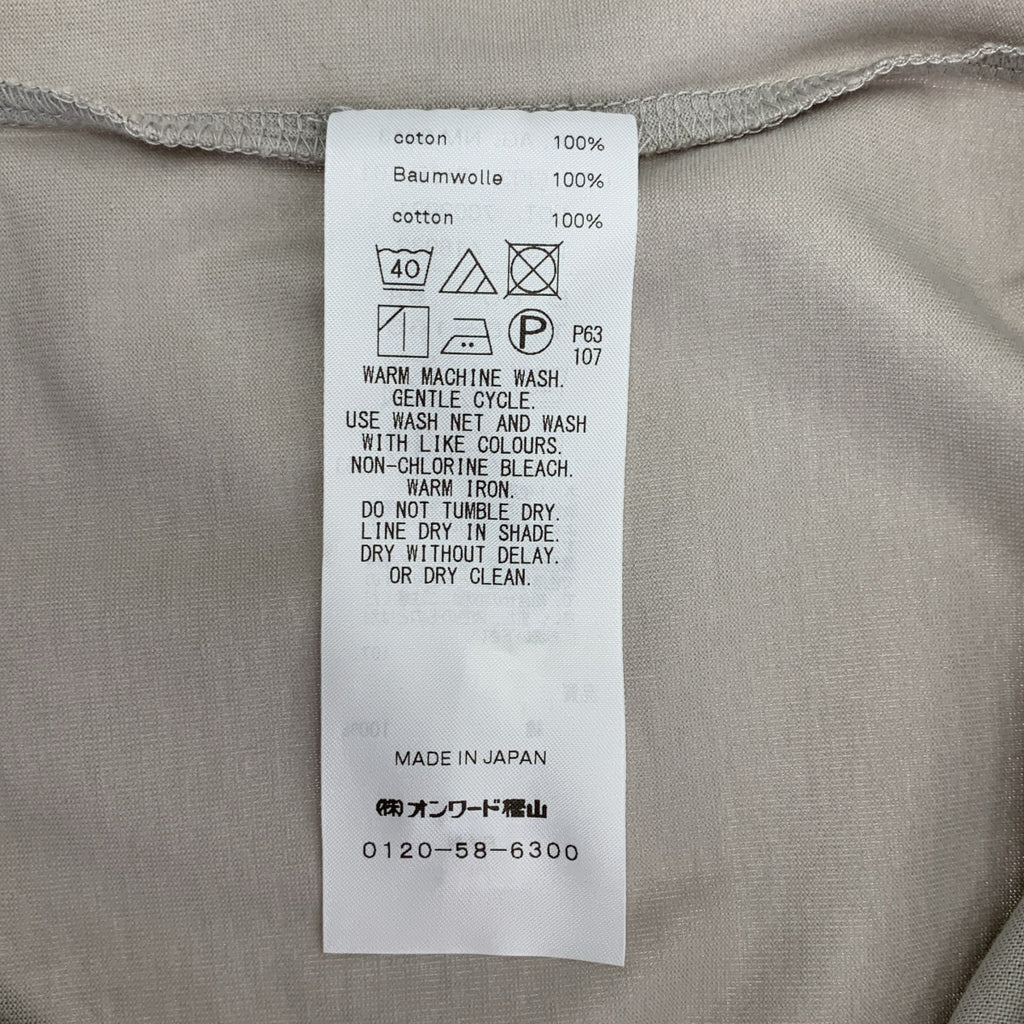 coton 100%
Baumwolle 100%
cotton 100%
40
P
P63
107
WARM MACHINE WASH.
GENTLE CYCLE.
USE WASH NET AND WASH
WITH LIKE COLOURS.
NON-CHLORINE BLEACH.
WARM IRON.
DO NOT TUMBLE DRY.
LINE DRY IN SHADE.
DRY WITHOUT DELAY.
OR DRY CLEAN.
MADE IN JAPAN
㈱オンワード樫山
0120-58-6300